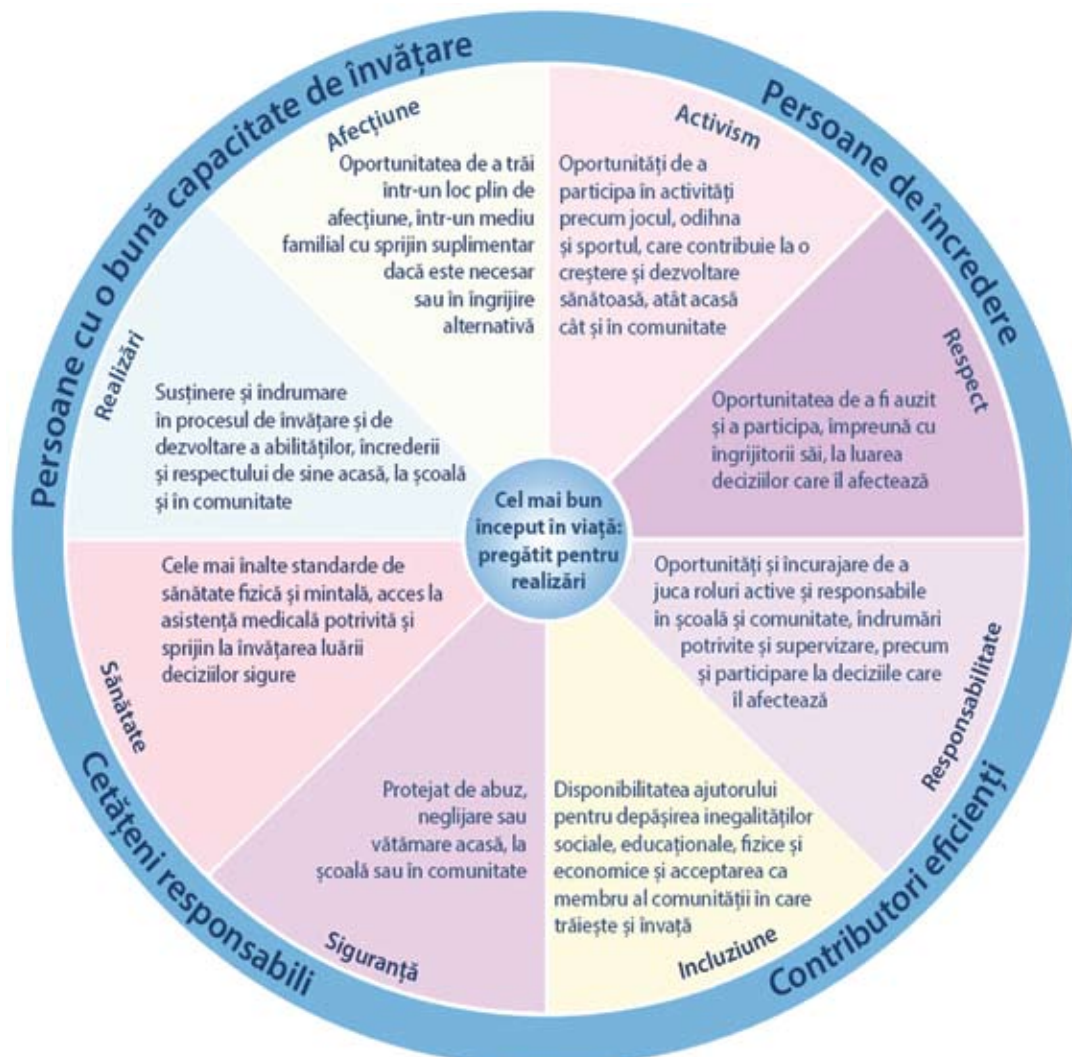 Persoane cu o bună capacitate de învățare
Persoane de încredere
Afecțiune
Oportunitatea de a trăi
într-un loc plin de
afecțiune, într-un mediu
familial cu sprijin suplimentar
dacă este necesar
sau în îngrijire
alternativă
Activism
Oportunități de a
participa în activități
precum jocul, odihna
și sportul, care contribuie la o
creștere și dezvoltare
sănătoasă, atât acasă
cât și în comunitate
Respect
Oportunitatea de a fi auzit
și a participa, împreună cu
îngrijitorii săi, la luarea
deciziilor care îl afectează
Realizări
Susținere și îndrumare
în procesul de învățare și de
dezvoltare a abilităților, încrederii
și respectului de sine acasă, la școală
și în comunitate
Cel mai bun
început în viață:
pregătit pentru
realizări
Sănătate
Cele mai înalte standarde de
sănătate fizică și mintală, acces la
asistență medicală potrivită și
sprijin la învățarea luării
deciziilor sigure
Oportunități și încurajare de a
juca roluri active și responsabile
in școală și comunitate, îndrumări
potrivite și supervizare, precum
și participare la deciziile care
îl afectează
Responsabilitate
Protejat de abuz,
neglijare sau
vătămare acasă, la
școală sau în comunitate
Siguranță
Disponibilitatea ajutorului
pentru depășirea inegalităților
sociale, educaționale, fizice și
economice și acceptarea ca
membru al comunității in care
trăiește și învață
Incluziune
Cetățeni responsabili
Contributori eficienți